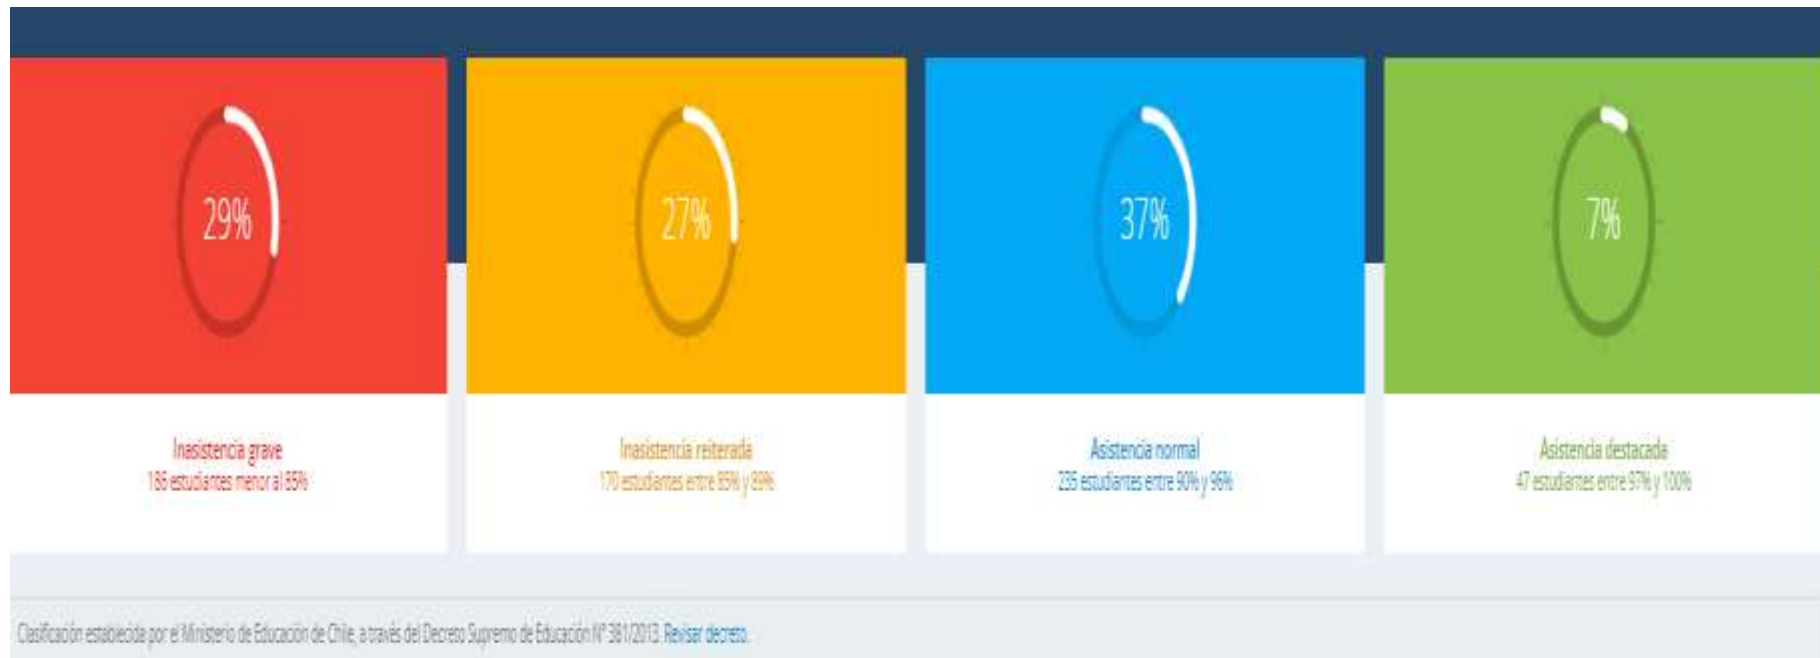 29%
27%
37%
7%
Inasistencia grave
186 estudiantes menor al 85%
Inasistencia reiterada
170 estudiantes entre 85% y 89%
Asistencia normal
235 estudiantes entre 90% y 96%
Asistencia destacada
47 estudiantes entre 97% y 100%
Clasificación establecida por el Ministerio de Educación de Chile, a través del Decreto Supremo de Educación N° 381/2013. Revisar decreto.